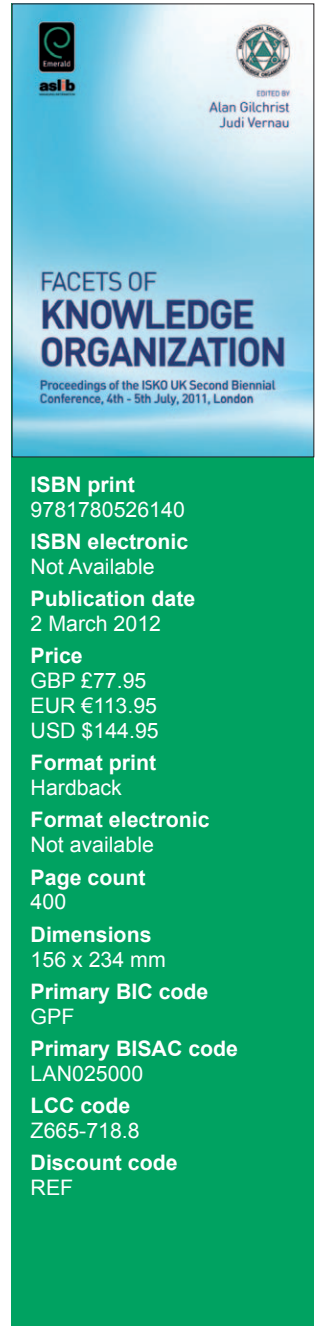 Emerald
aslib
EDITED BY
Alan Gilchrist
Judi Vernau
FACETS OF
KNOWLEDGE
ORGANIZATION
Proceedings of the ISKO UK Second Biennial
Conference, 4th - 5th July, 2011, London
ISBN print
9781780526140
ISBN electronic
Not Available
Publication date
2 March 2012
Price
GBP £77.95
EUR €113.95
USD $144.95
Format print
Hardback
Format electronic
Not available
Page count
400
Dimensions
156 x 234 mm
Primary BIC code
GPF
Primary BISAC code
LAN025000
LCC code
Z665-718.8
Discount code
REF